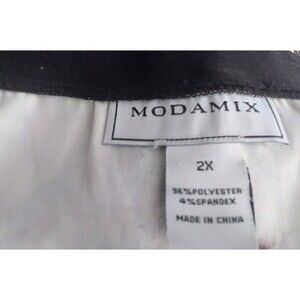 MODAMIX
2X
96%POLYESTER
4%SPANDEX
MADE IN CHINA